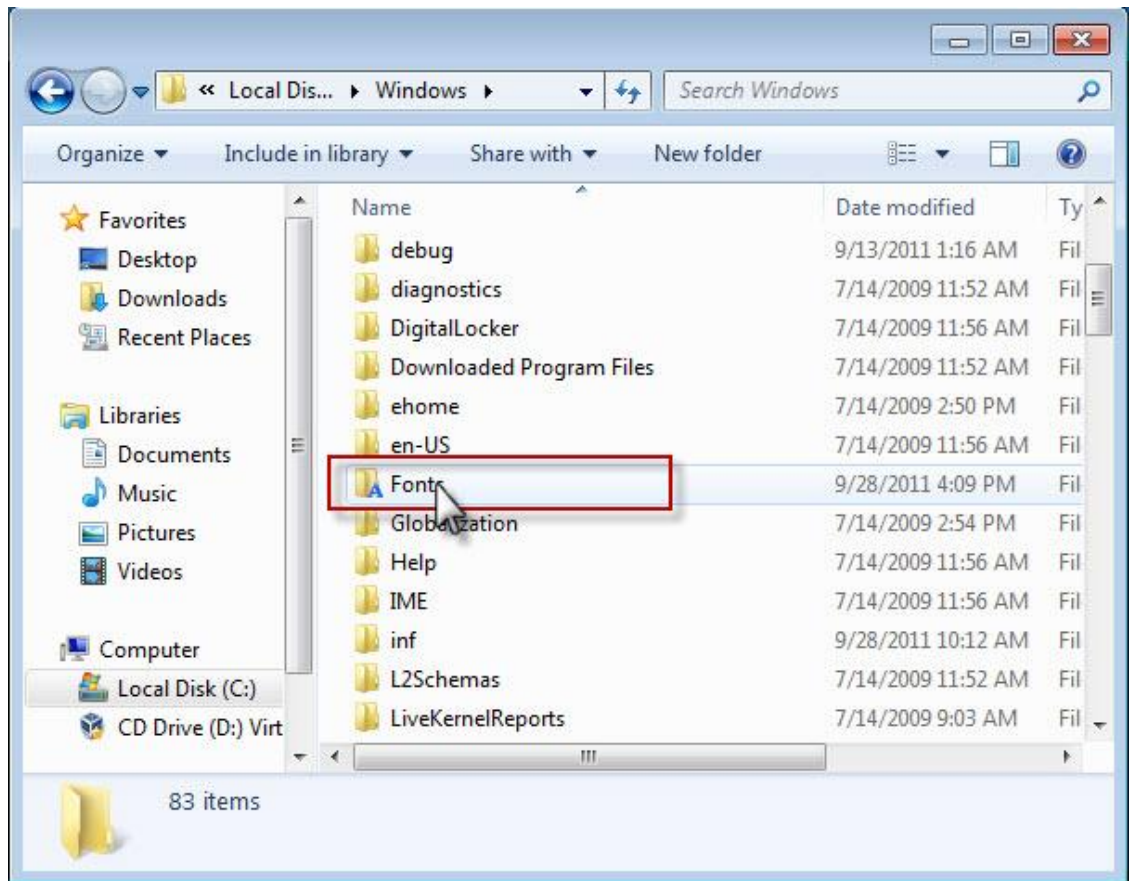 « Local Dis... Windows Search Windows
Organize Include in library Share with New folder
Favorites
Desktop
Downloads
Recent Places
Libraries
Documents
Music
Pictures
Videos
Computer
Local Disk (C:)
CD Drive (D:) Virt
Name Date modified Ty
debug 9/13/2011 1:16 AM Fil
diagnostics 7/14/2009 11:52 AM Fil
DigitalLocker 7/14/2009 11:56 AM Fil
Downloaded Program Files 7/14/2009 11:52 AM Fil
ehome 7/14/2009 2:50 PM Fil
en-US 7/14/2009 11:56 AM Fil
Fonts 9/28/2011 4:09 PM Fil
Globalization 7/14/2009 2:54 PM Fil
Help 7/14/2009 11:56 AM Fil
IME 7/14/2009 11:56 AM Fil
inf 9/28/2011 10:12 AM Fil
L2Schemas 7/14/2009 11:52 AM Fil
LiveKernelReports 7/14/2009 9:03 AM Fil
83 items